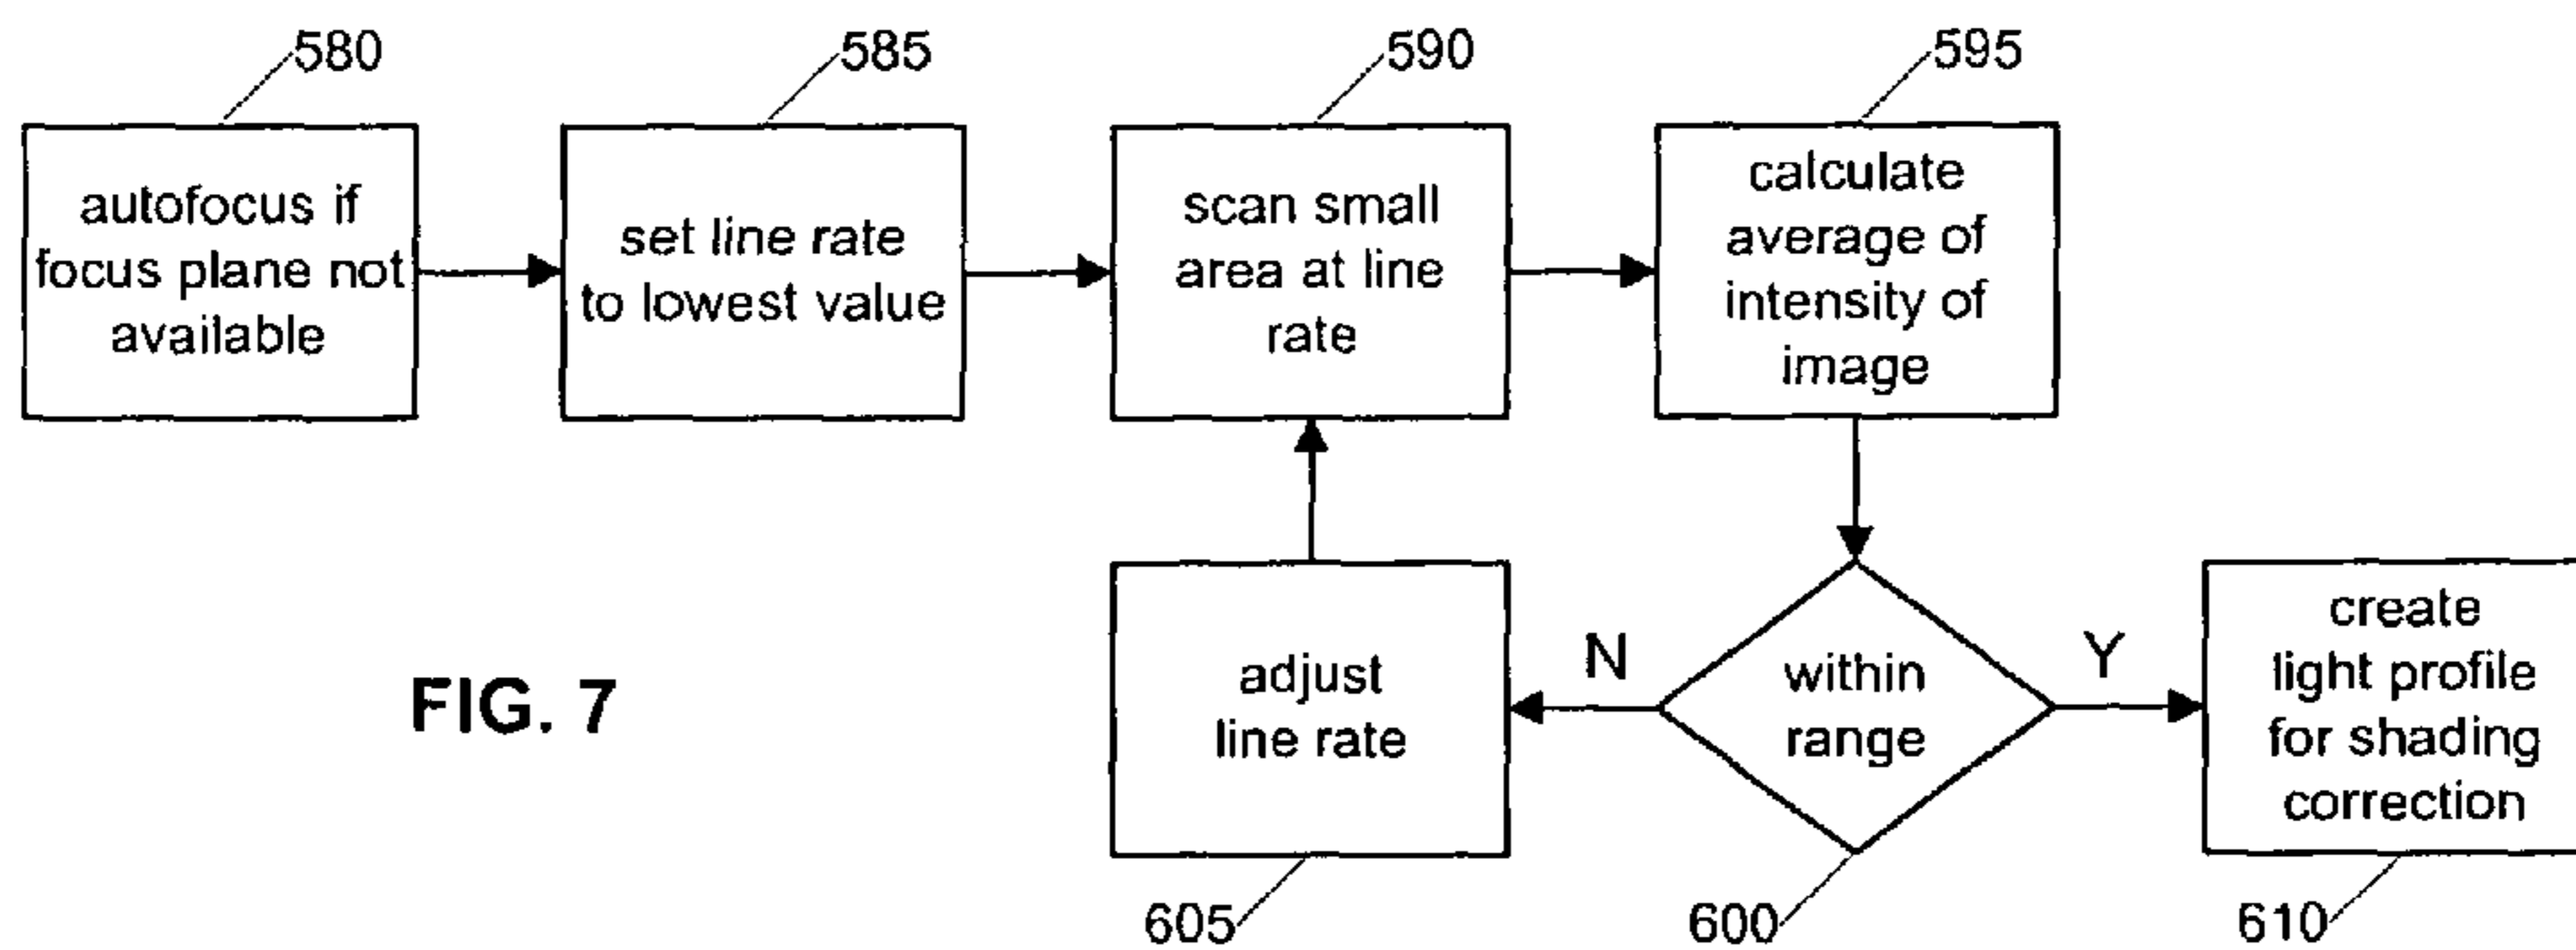 580
585
590
595
autofocus if
focus plane not
available
set line rate
to lowest value
scan small
area at line
rate
calculate
average of
intensity of
image
FIG. 7
adjust
line rate
N
within
range
Y
create
light profile
for shading
correction
605
600
610